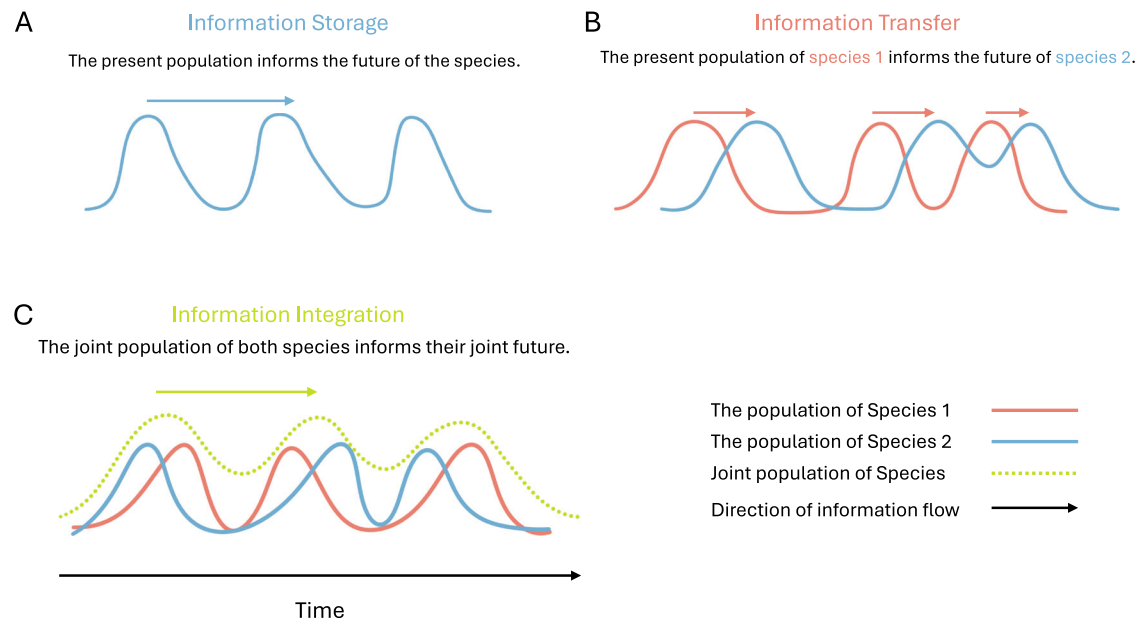 A
Information Storage
The present population informs the future of the species.
B
Information Transfer
The present population of species 1 informs the future of species 2.
C
Information Integration
The joint population of both species informs their joint future.
The population of Species 1
The population of Species 2
Joint population of Species
Direction of information flow
Time